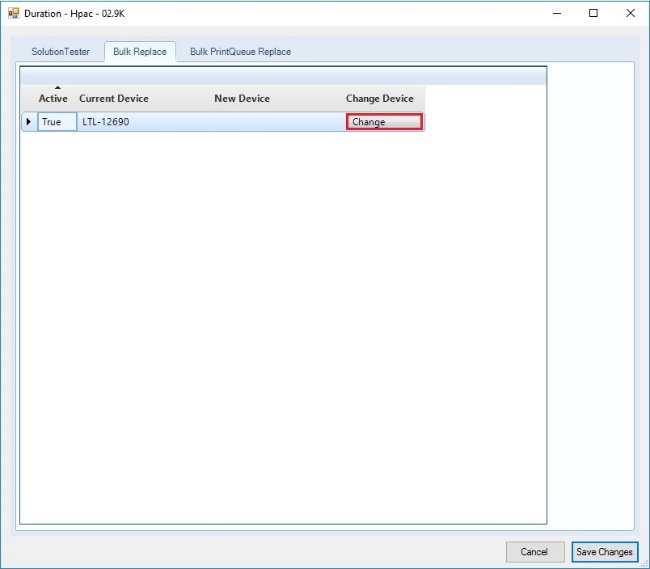 Duration - Hpac - 02.9K
SolutionTester Bulk Replace Bulk PrintQueue Replace
Active Current Device New Device Change Device
True LTL-12690 Change
Cancel Save Changes